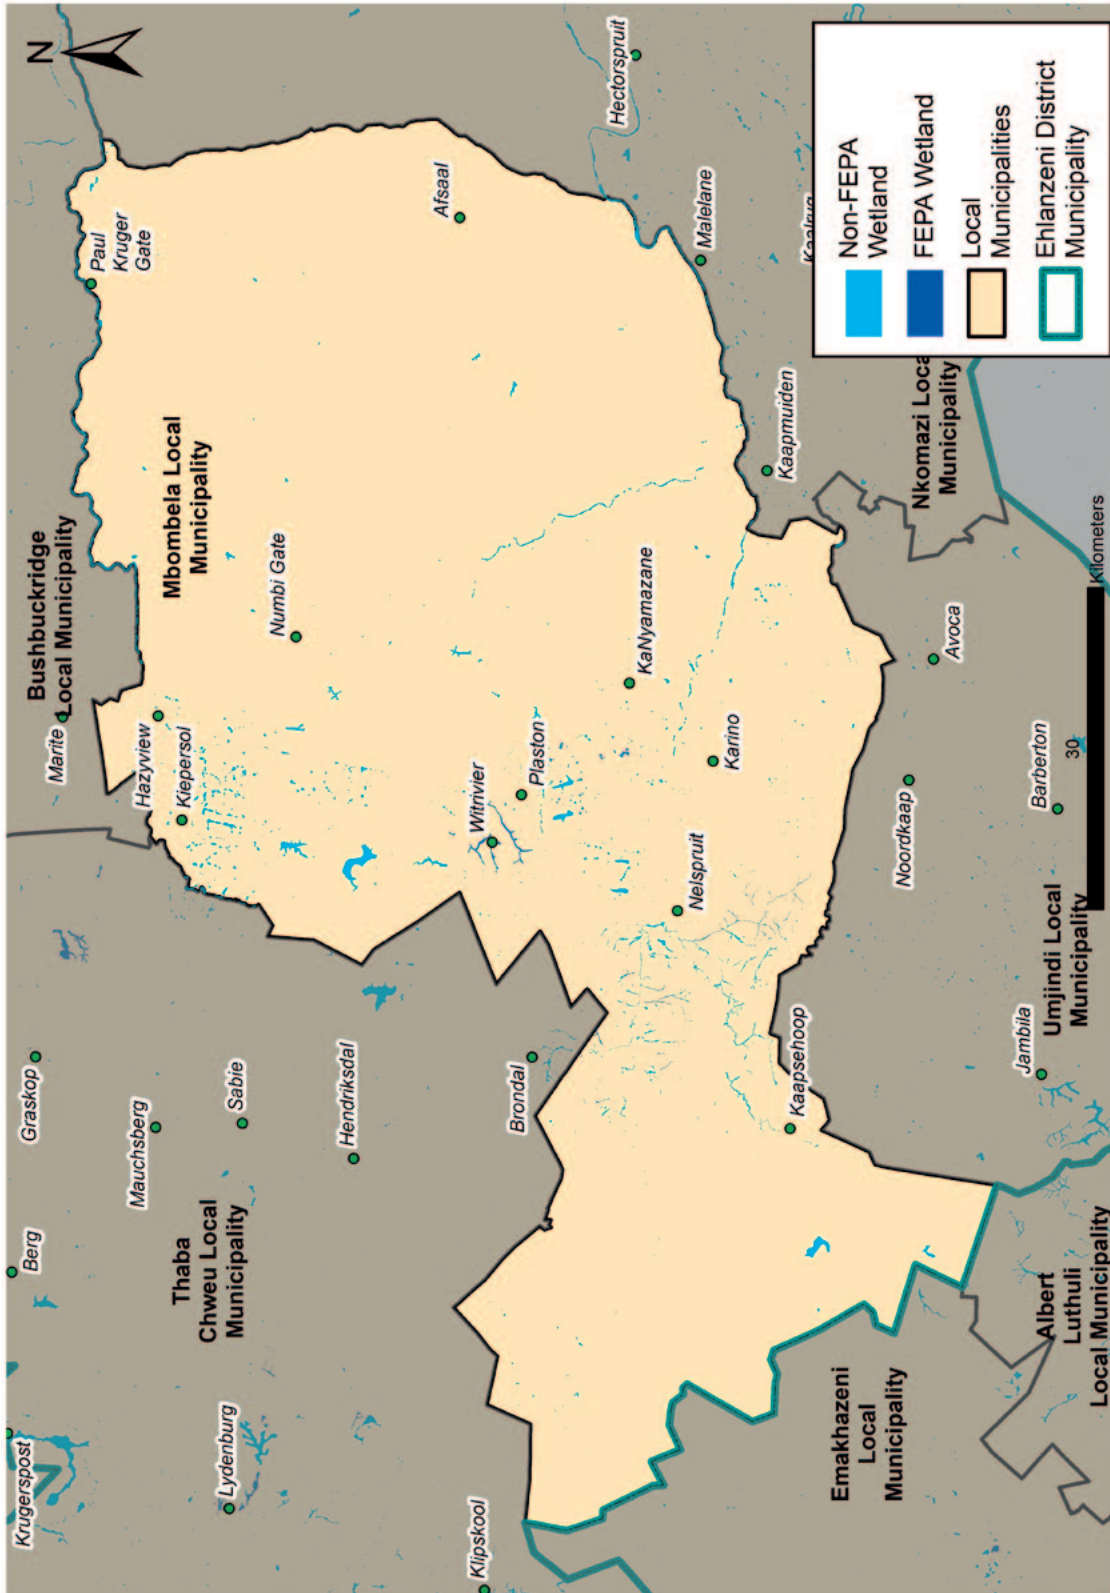 N
Krugerspost
Berg
Graskop
Marite
Bushbuckridge
Local Municipality
Paul
Kruger
Gate
Mauchsberg
Hazyview
Kiepersol
Mbombela Local
Municipality
Thaba
Chweu Local
Municipality
Sabie
Lydenburg
Numbi Gate
Hendriksdal
Afsaal
Klipskool
Brondal
Witrivier
Plaston
KaNyamazane
Hectorspruit
Nelspruit
Karino
Malelane
Kaapsehoop
Kaapmuiden
Kaalrug
Emakhazeni
Local
Municipality
Noordkaap
Avoca
Nkomazi Loca
Municipality
Jambila
Umjindi Local
Municipality
Barberton
Albert
Luthuli
Local Municipality
30
Kilometers
Non-FEPA
Wetland
FEPA Wetland
Local
Municipalities
Ehlanzeni District
Municipality